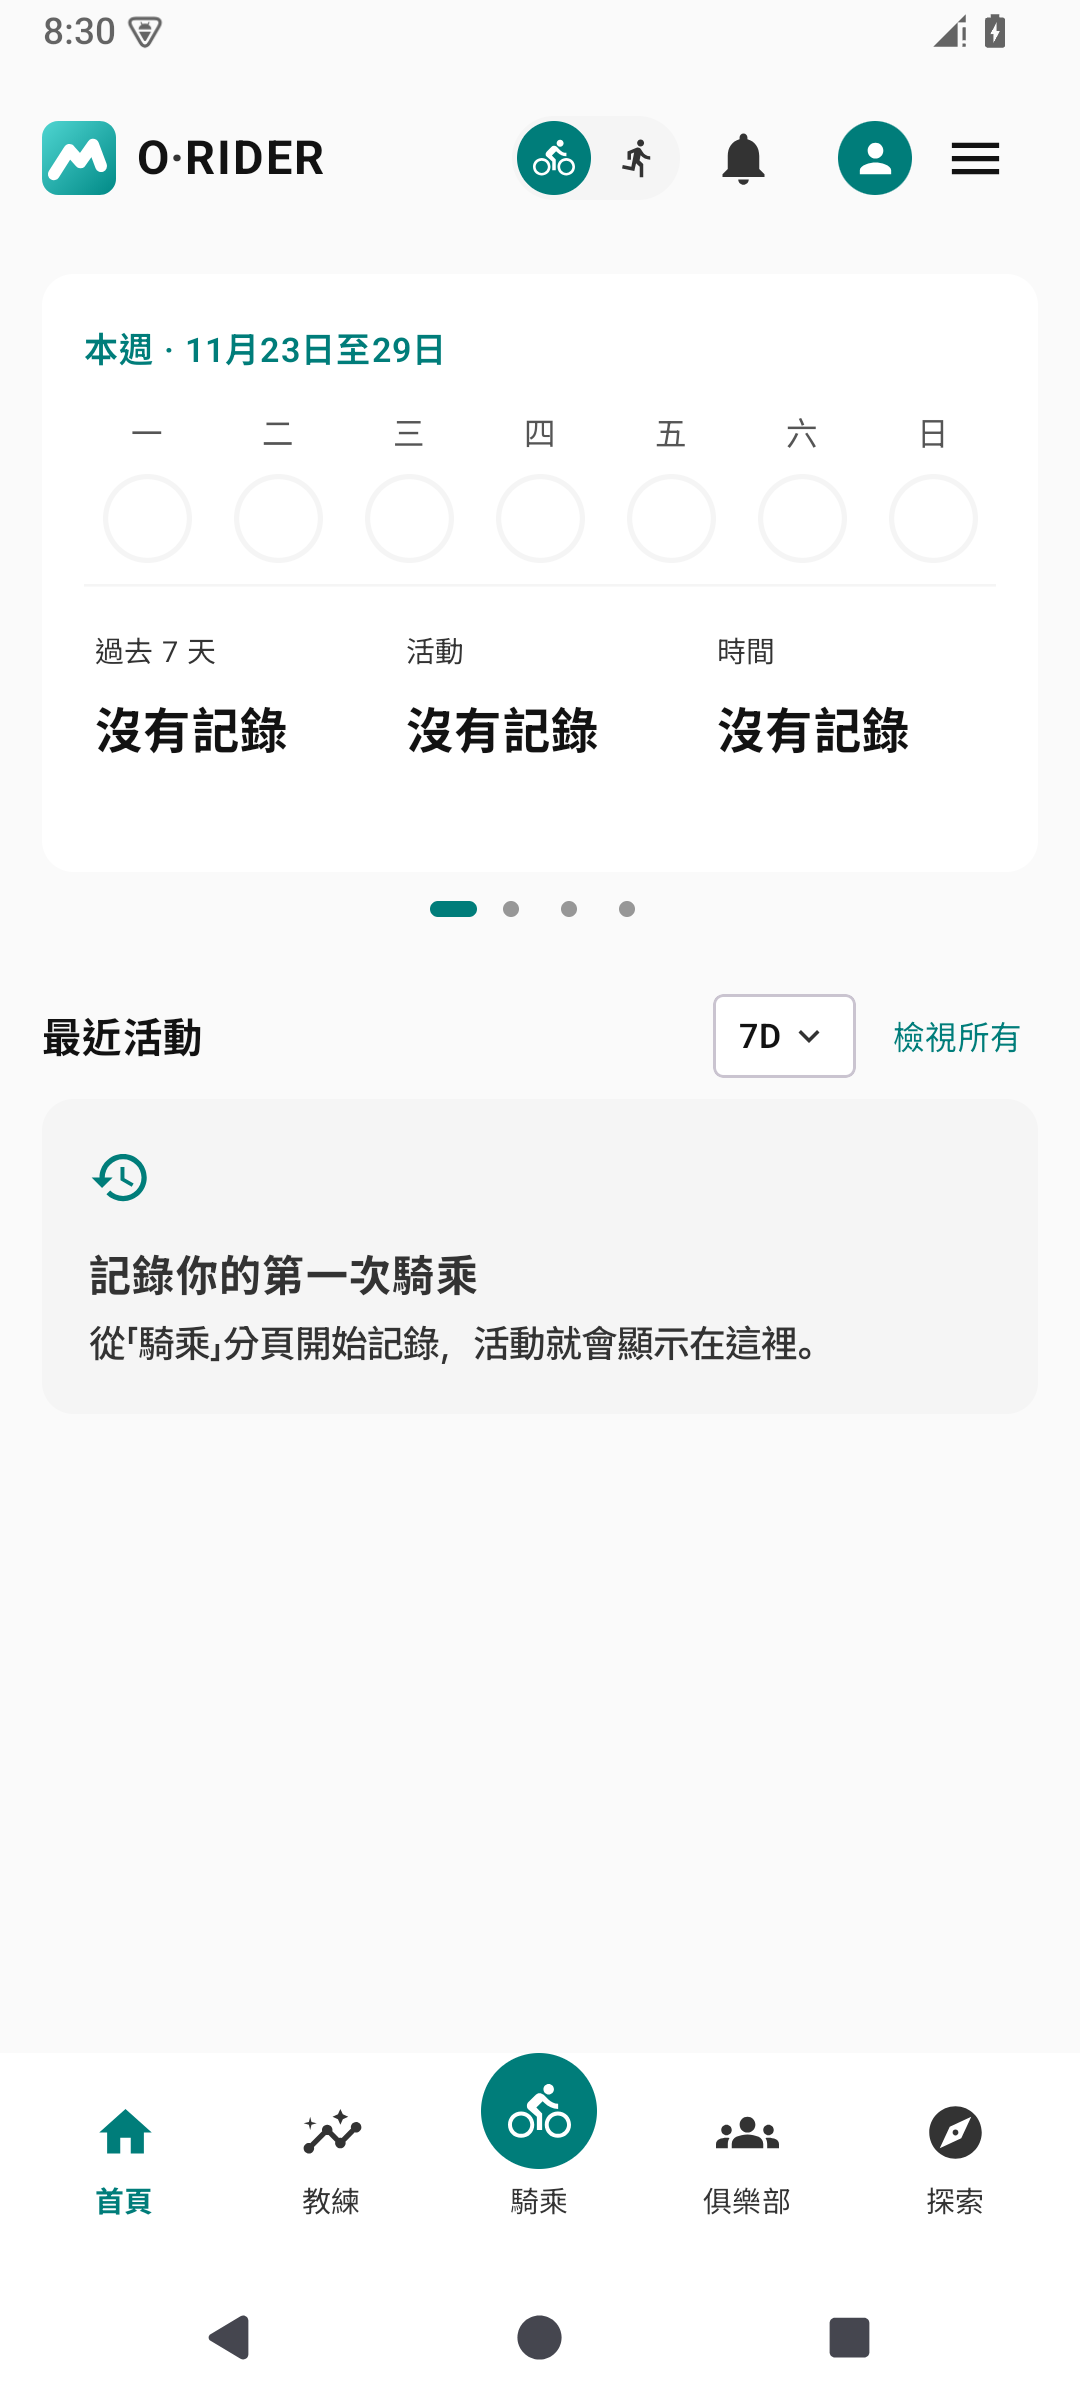 8:30
O·RIDER
本週 · 11月23日至29日
一 二 三 四 五 六 日
過去 7 天 活動 時間
沒有記錄 沒有記錄 沒有記錄
最近活動 7D 檢視所有
記錄你的第一次騎乘
從「騎乘」分頁開始記錄，活動就會顯示在這裡。
首頁 教練 騎乘 俱樂部 探索